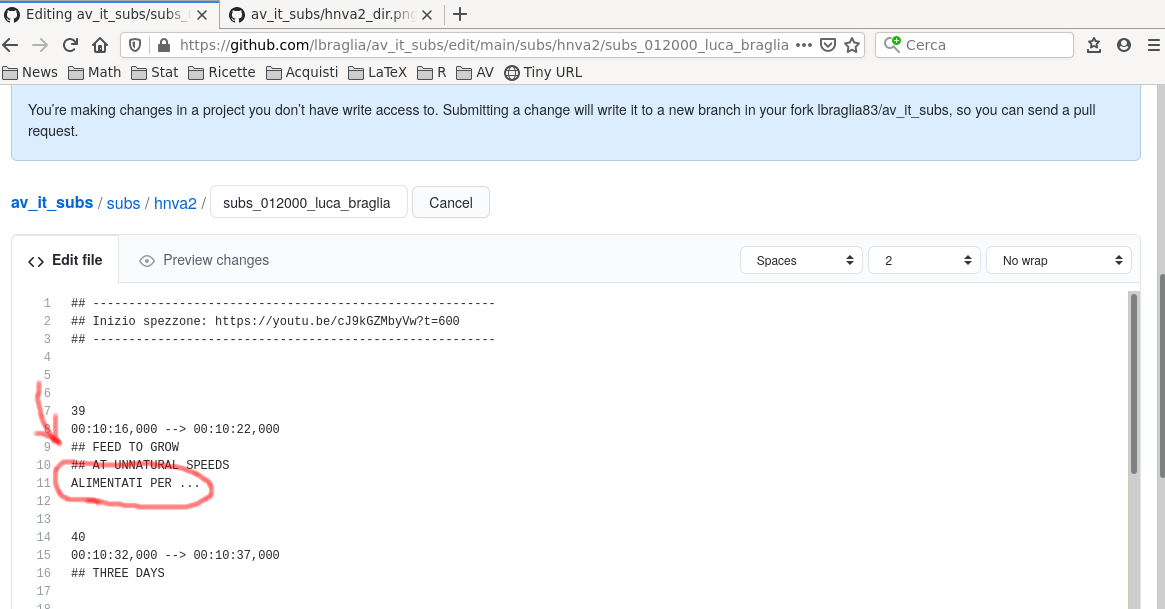 Editing av_it_subs/subs_
av_it_subs/hnva2_dir.png
https://github.com/lbraglia/av_it_subs/edit/main/subs/hnva2/subs_012000_luca_braglia
Cerca
News Math Stat Ricette Acquisti LaTeX R AV Tiny URL
You’re making changes in a project you don’t have write access to. Submitting a change will write it to a new branch in your fork lbraglia83/av_it_subs, so you can send a pull
request.
av_it_subs / subs / hnva2 / subs_012000_luca_braglia Cancel
Edit file Preview changes Spaces 2 No wrap
1 ## --------------------------------------------------------
2 ## Inizio spezzone: https://youtu.be/cJ9kGZMbyVw?t=600
3 ## --------------------------------------------------------
4
5
6
7 39
8 00:10:16,000 --> 00:10:22,000
9 ## FEED TO GROW
10 ## AT UNNATURAL SPEEDS
11 ALIMENTATI PER ...
12
13
14 40
15 00:10:32,000 --> 00:10:37,000
16 ## THREE DAYS
17
18